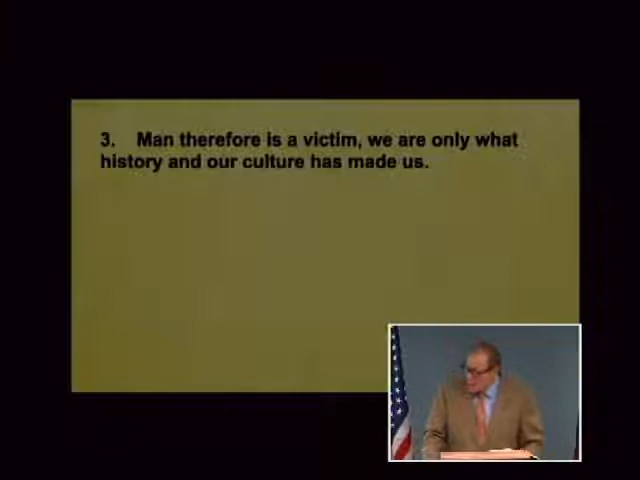 3. Man therefore is a victim, we are only what
history and our culture has made us.